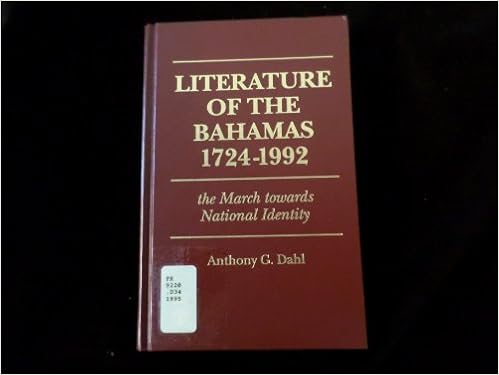 LITERATURE
OF THE
BAHAMAS
1724-1992
the March towards
National Identity
Anthony G. Dahl
PR
9220
.D34
1995